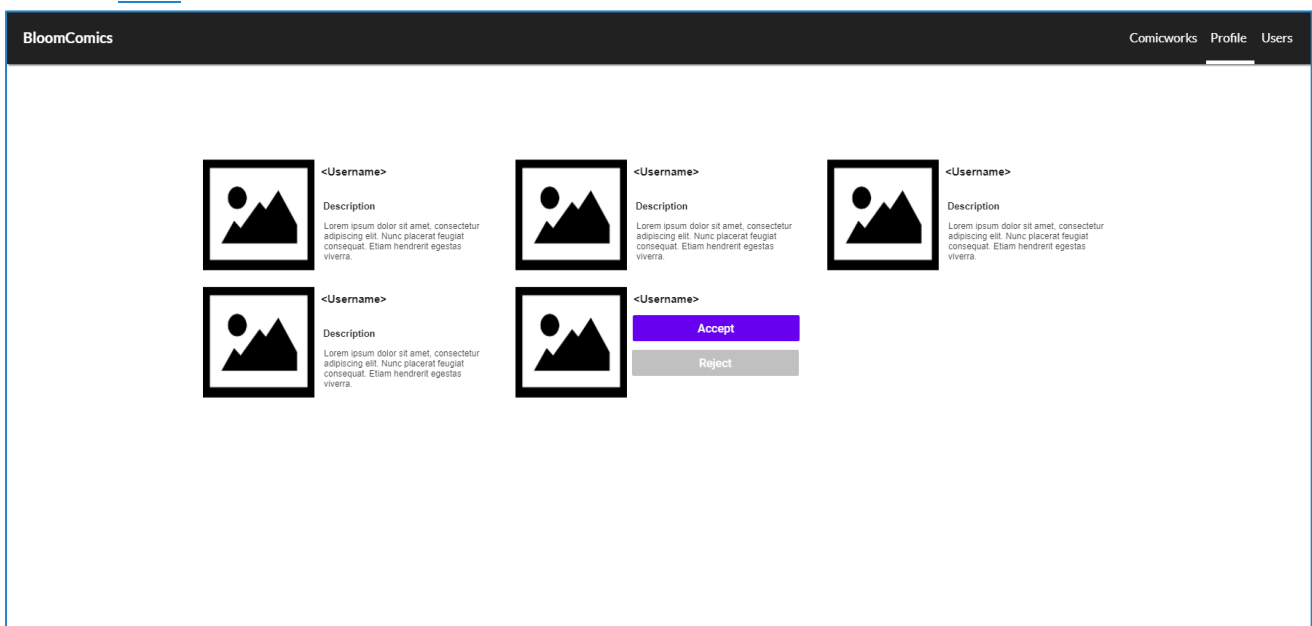 BloomComics
Comicworks Profile Users
<Username>
Description
Lorem ipsum dolor sit amet, consectetur
adipiscing elit. Nunc placerat feugiat
consequat. Etiam hendrerit egestas
viverra.
<Username>
Description
Lorem ipsum dolor sit amet, consectetur
adipiscing elit. Nunc placerat feugiat
consequat. Etiam hendrerit egestas
viverra.
<Username>
Description
Lorem ipsum dolor sit amet, consectetur
adipiscing elit. Nunc placerat feugiat
consequat. Etiam hendrerit egestas
viverra.
<Username>
Description
Lorem ipsum dolor sit amet, consectetur
adipiscing elit. Nunc placerat feugiat
consequat. Etiam hendrerit egestas
viverra.
<Username>
Accept
Reject